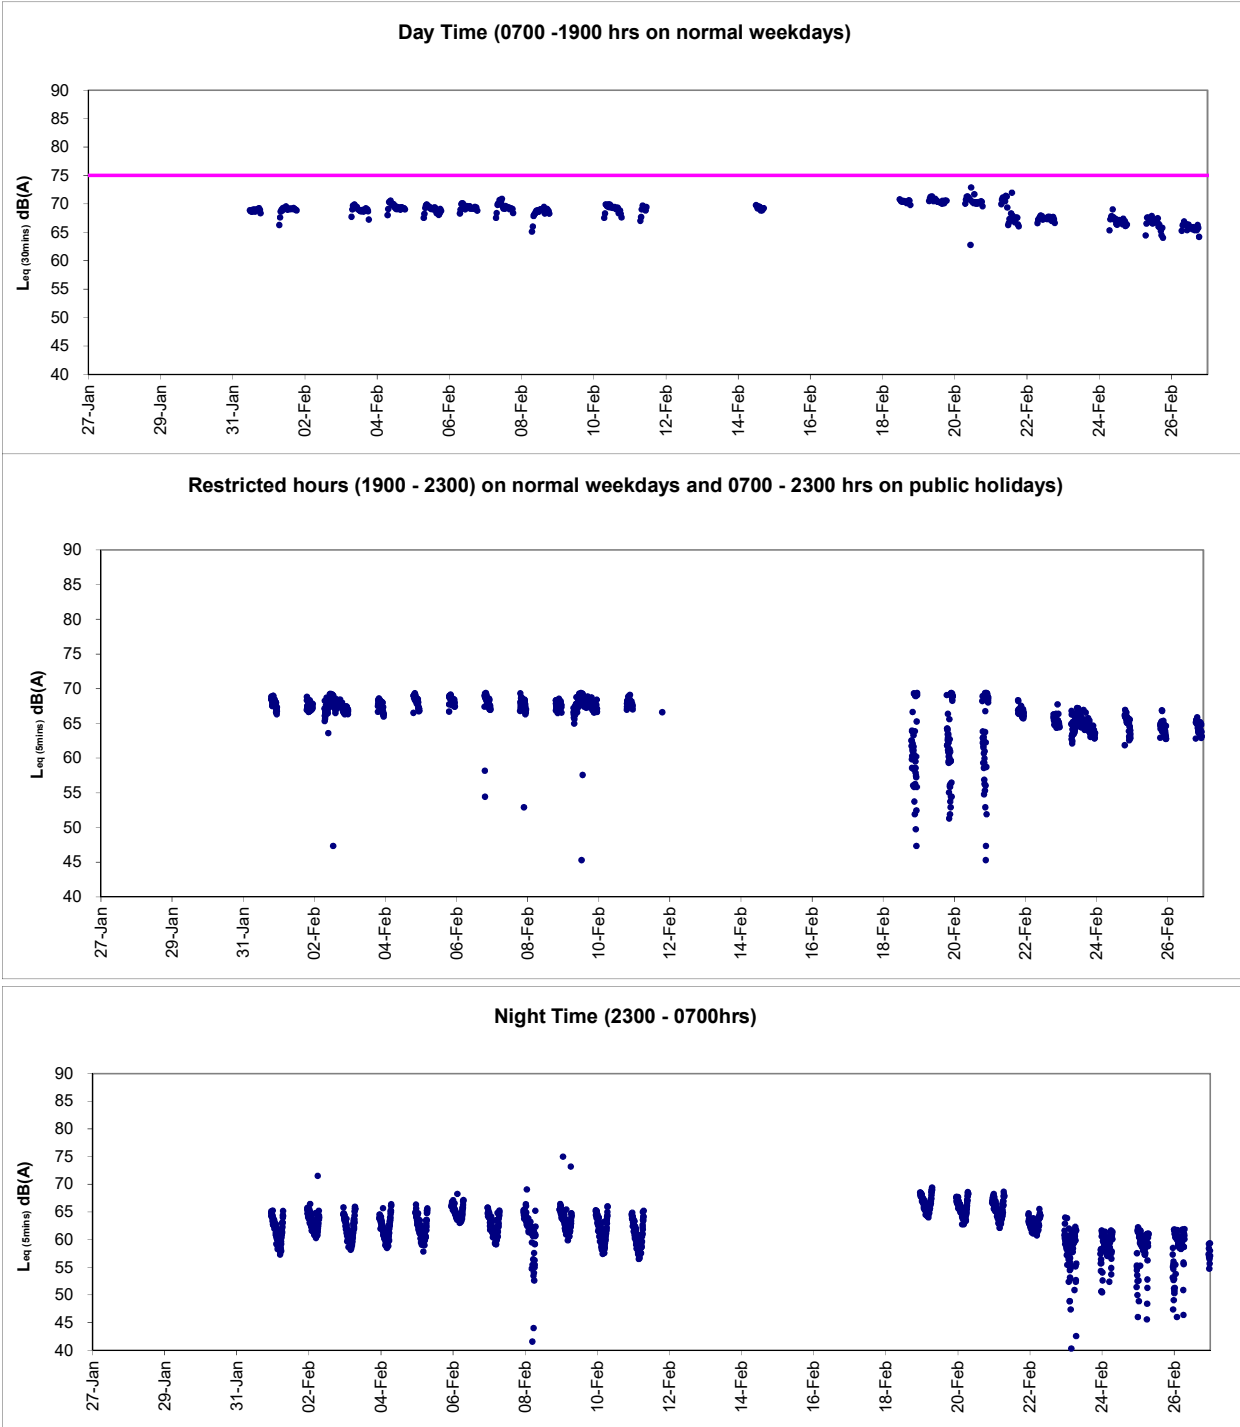 Day Time (0700 -1900 hrs on normal weekdays)
90
85
80
75
70
65
60
55
50
45
40
Leq (30mins) dB(A)
27-Jan
29-Jan
31-Jan
02-Feb
04-Feb
06-Feb
08-Feb
10-Feb
12-Feb
14-Feb
16-Feb
18-Feb
20-Feb
22-Feb
24-Feb
26-Feb
Restricted hours (1900 - 2300) on normal weekdays and 0700 - 2300 hrs on public holidays)
90
85
80
75
70
65
60
55
50
45
40
Leq (5mins) dB(A)
27-Jan
29-Jan
31-Jan
02-Feb
04-Feb
06-Feb
08-Feb
10-Feb
12-Feb
14-Feb
16-Feb
18-Feb
20-Feb
22-Feb
24-Feb
26-Feb
Night Time (2300 - 0700hrs)
90
85
80
75
70
65
60
55
50
45
40
Leq (5mins) dB(A)
27-Jan
29-Jan
31-Jan
02-Feb
04-Feb
06-Feb
08-Feb
10-Feb
12-Feb
14-Feb
16-Feb
18-Feb
20-Feb
22-Feb
24-Feb
26-Feb